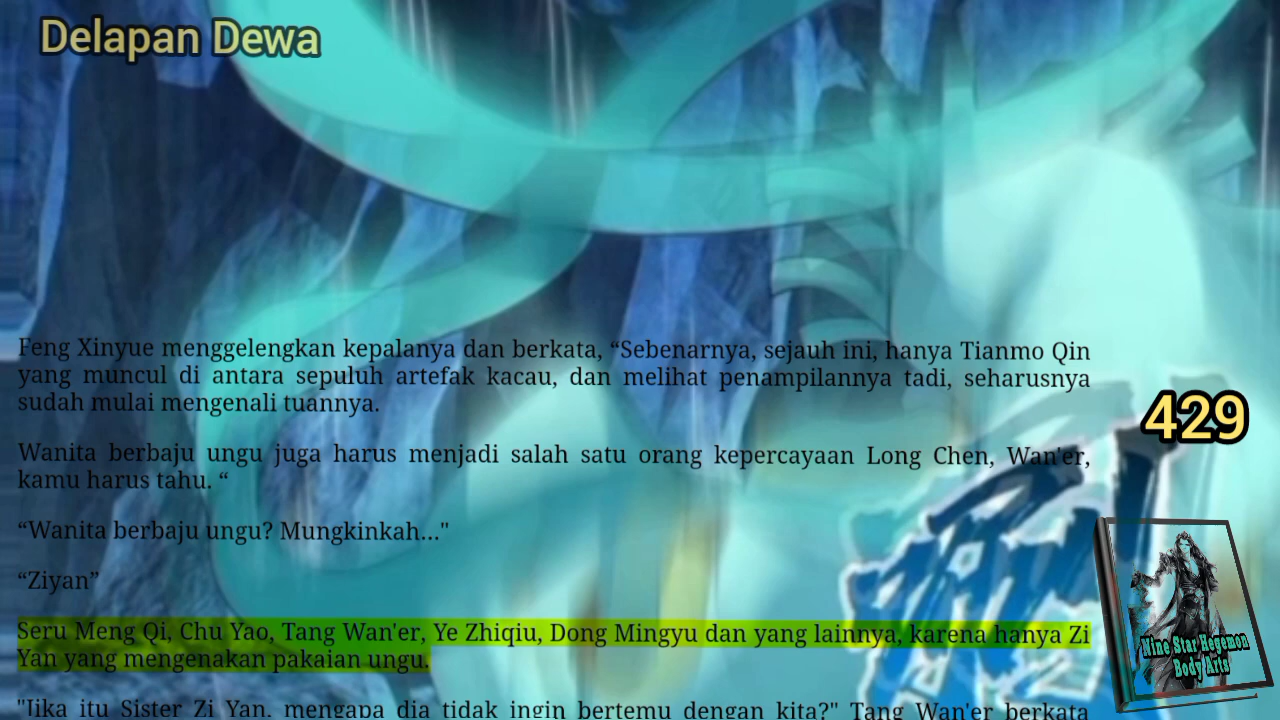 Delapan Dewa
Feng Xinyue menggelengkan kepalanya dan berkata, “Sebenarnya, sejauh ini, hanya Tianmo Qin
yang muncul di antara sepuluh artefak kacau, dan melihat penampilannya tadi, seharusnya
sudah mulai mengenali tuannya.
429
Wanita berbaju ungu juga harus menjadi salah satu orang kepercayaan Long Chen, Wan'er,
kamu harus tahu. “
“Wanita berbaju ungu? Mungkinkah..."
“Ziyan”
Seru Meng Qi, Chu Yao, Tang Wan'er, Ye Zhiqiu, Dong Mingyu dan yang lainnya, karena hanya Zi
Yan yang mengenakan pakaian ungu.
Nine Star Hegemon
Body Arts
"Jika itu Sister Zi Yan, mengapa dia tidak ingin bertemu dengan kita?" Tang Wan'er berkata